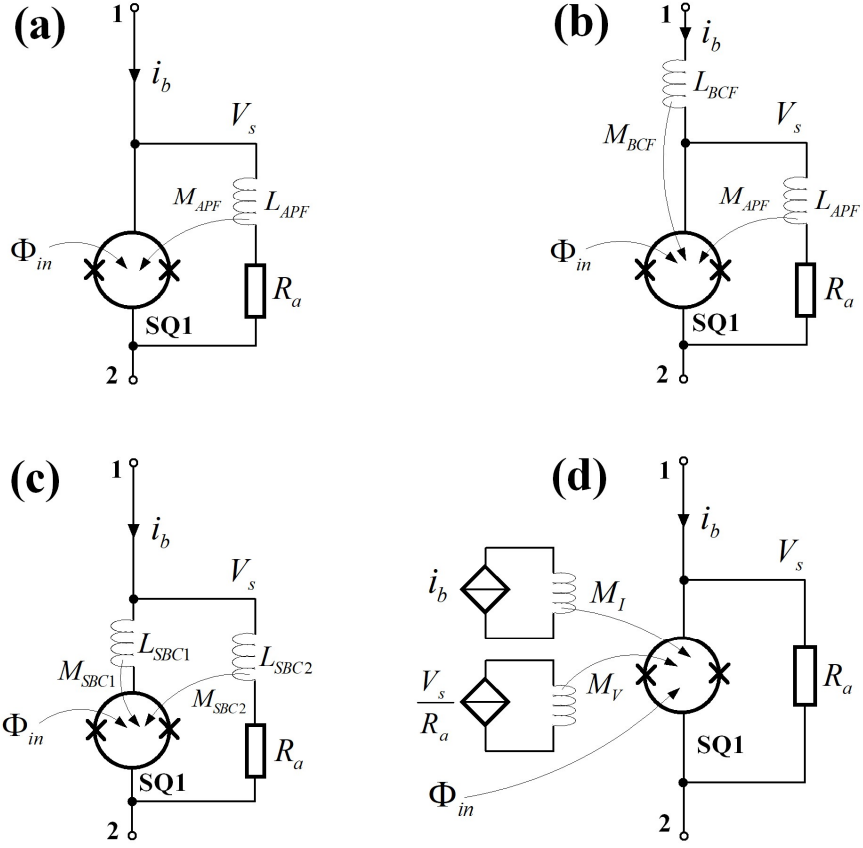 (a)
1
i_b
V_s
M_APF
L_APF
Φ_in
R_a
SQ1
2
(b)
1
i_b
L_BCF
M_BCF
V_s
M_APF
L_APF
Φ_in
R_a
SQ1
2
(c)
1
i_b
V_s
L_SBC1
L_SBC2
M_SBC1
M_SBC2
Φ_in
R_a
SQ1
2
(d)
1
i_b
V_s
i_b
M_I
V_s
R_a
M_V
R_a
SQ1
Φ_in
2